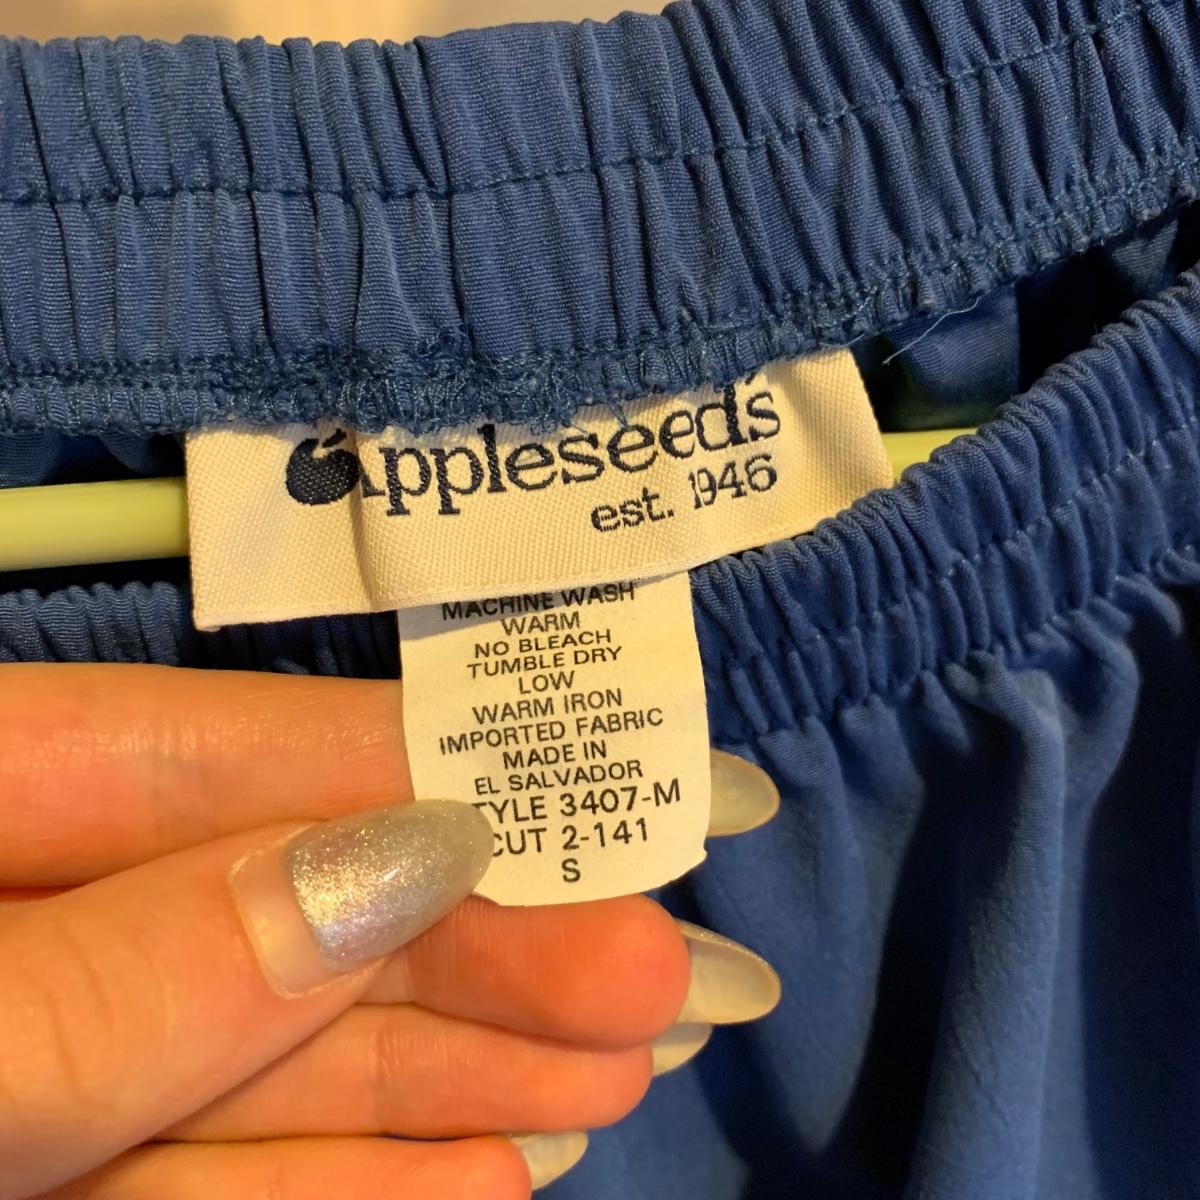 Appleseed's
est. 1946
MACHINE WASH
WARM
NO BLEACH
TUMBLE DRY
LOW
WARM IRON
IMPORTED FABRIC
MADE IN
EL SALVADOR
TYLE 3407-M
CUT 2-141
S